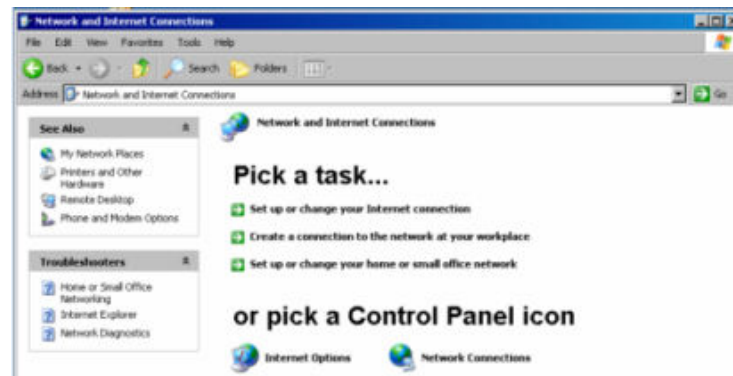 Network and Internet Connections
File Edit View Favorites Tools Help
Back Search Folders
Address Network and Internet Connections Go
See Also
My Network Places
Printers and Other
Hardware
Remote Desktop
Phone and Modem Options
Troubleshooters
Home or Small Office
Networking
Internet Explorer
Network Diagnostics
Network and Internet Connections
Pick a task...
Set up or change your Internet connection
Create a connection to the network at your workplace
Set up or change your home or small office network
or pick a Control Panel icon
Internet Options Network Connections